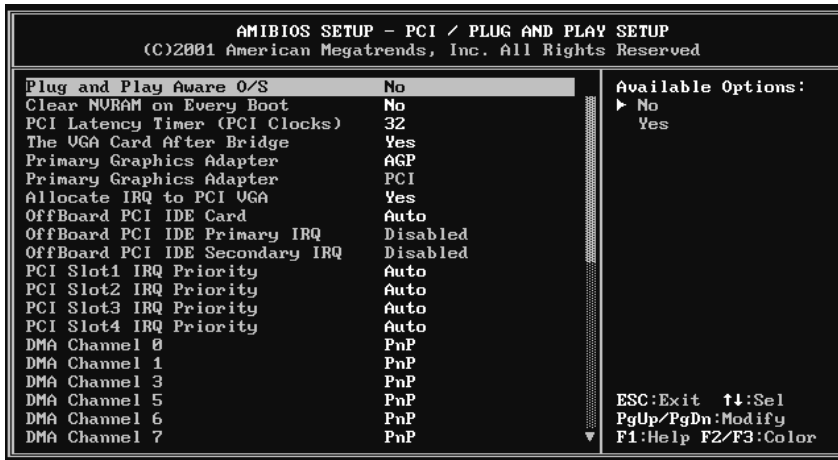 AMIBIOS SETUP - PCI / PLUG AND PLAY SETUP
(C)2001 American Megatrends, Inc. All Rights Reserved
Plug and Play Aware O/S No
Clear NVRAM on Every Boot No
PCI Latency Timer (PCI Clocks) 32
The VGA Card After Bridge Yes
Primary Graphics Adapter AGP
Primary Graphics Adapter PCI
Allocate IRQ to PCI VGA Yes
OffBoard PCI IDE Card Auto
OffBoard PCI IDE Primary IRQ Disabled
OffBoard PCI IDE Secondary IRQ Disabled
PCI Slot1 IRQ Priority Auto
PCI Slot2 IRQ Priority Auto
PCI Slot3 IRQ Priority Auto
PCI Slot4 IRQ Priority Auto
DMA Channel 0 PnP
DMA Channel 1 PnP
DMA Channel 3 PnP
DMA Channel 5 PnP
DMA Channel 6 PnP
DMA Channel 7 PnP
Available Options:
► No
Yes
ESC:Exit ↑↓:Sel
PgUp/PgDn:Modify
F1:Help F2/F3:Color